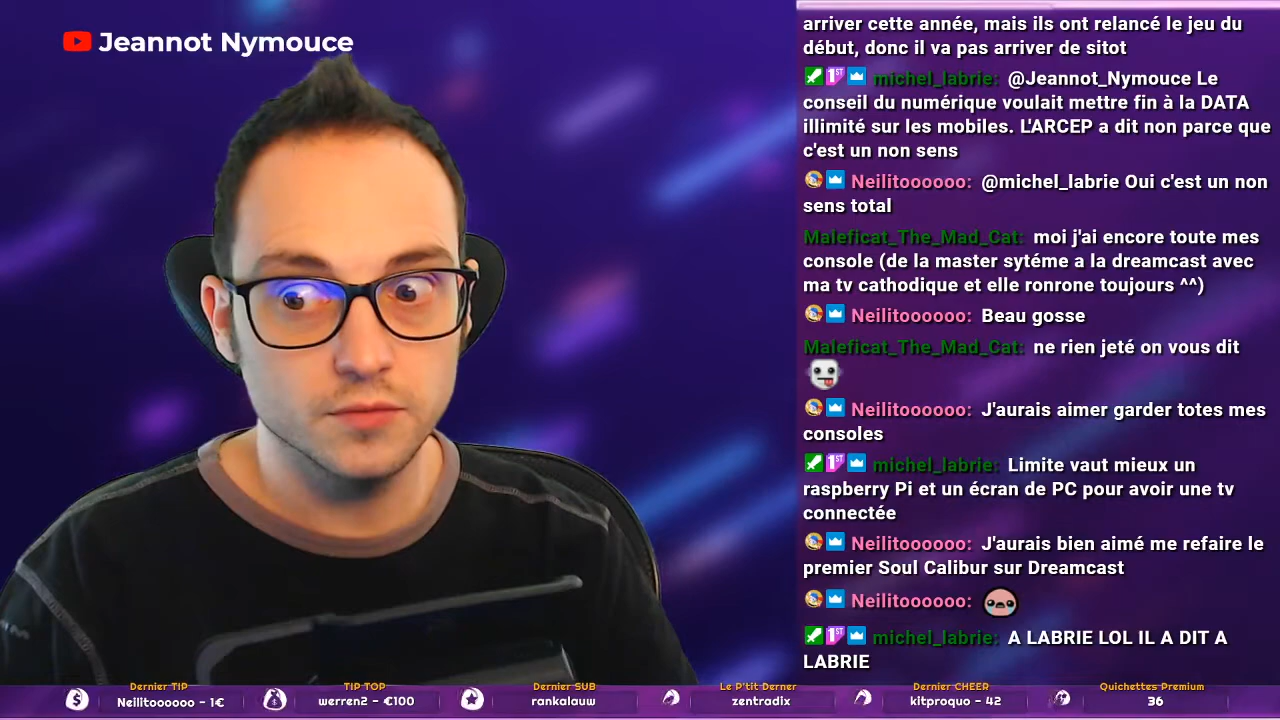 Jeannot Nymouce
arriver cette année, mais ils ont relancé le jeu du
début, donc il va pas arriver de sitot
1ST michel_labrie: @Jeannot_Nymouce Le
conseil du numérique voulait mettre fin à la DATA
illimité sur les mobiles. L'ARCEP a dit non parce que
c'est un non sens
Neilitoooooo: @michel_labrie Oui c'est un non
sens total
Maleficat_The_Mad_Cat: moi j'ai encore toute mes
console (de la master sytéme a la dreamcast avec
ma tv cathodique et elle ronrone toujours ^^)
Neilitoooooo: Beau gosse
Maleficat_The_Mad_Cat: ne rien jeté on vous dit
Neilitoooooo: J'aurais aimer garder totes mes
consoles
1ST michel_labrie: Limite vaut mieux un
raspberry Pi et un écran de PC pour avoir une tv
connectée
Neilitoooooo: J'aurais bien aimé me refaire le
premier Soul Calibur sur Dreamcast
Neilitoooooo:
1ST michel_labrie: A LABRIE LOL IL A DIT A
LABRIE
Dernier TIP
Neilitoooooo - 1€
TIP TOP
werren2 - €100
Dernier SUB
rankalauw
Le P'tit Derner
zentradix
Dernier CHEER
kitproquo - 42
Quichettes Premium
36